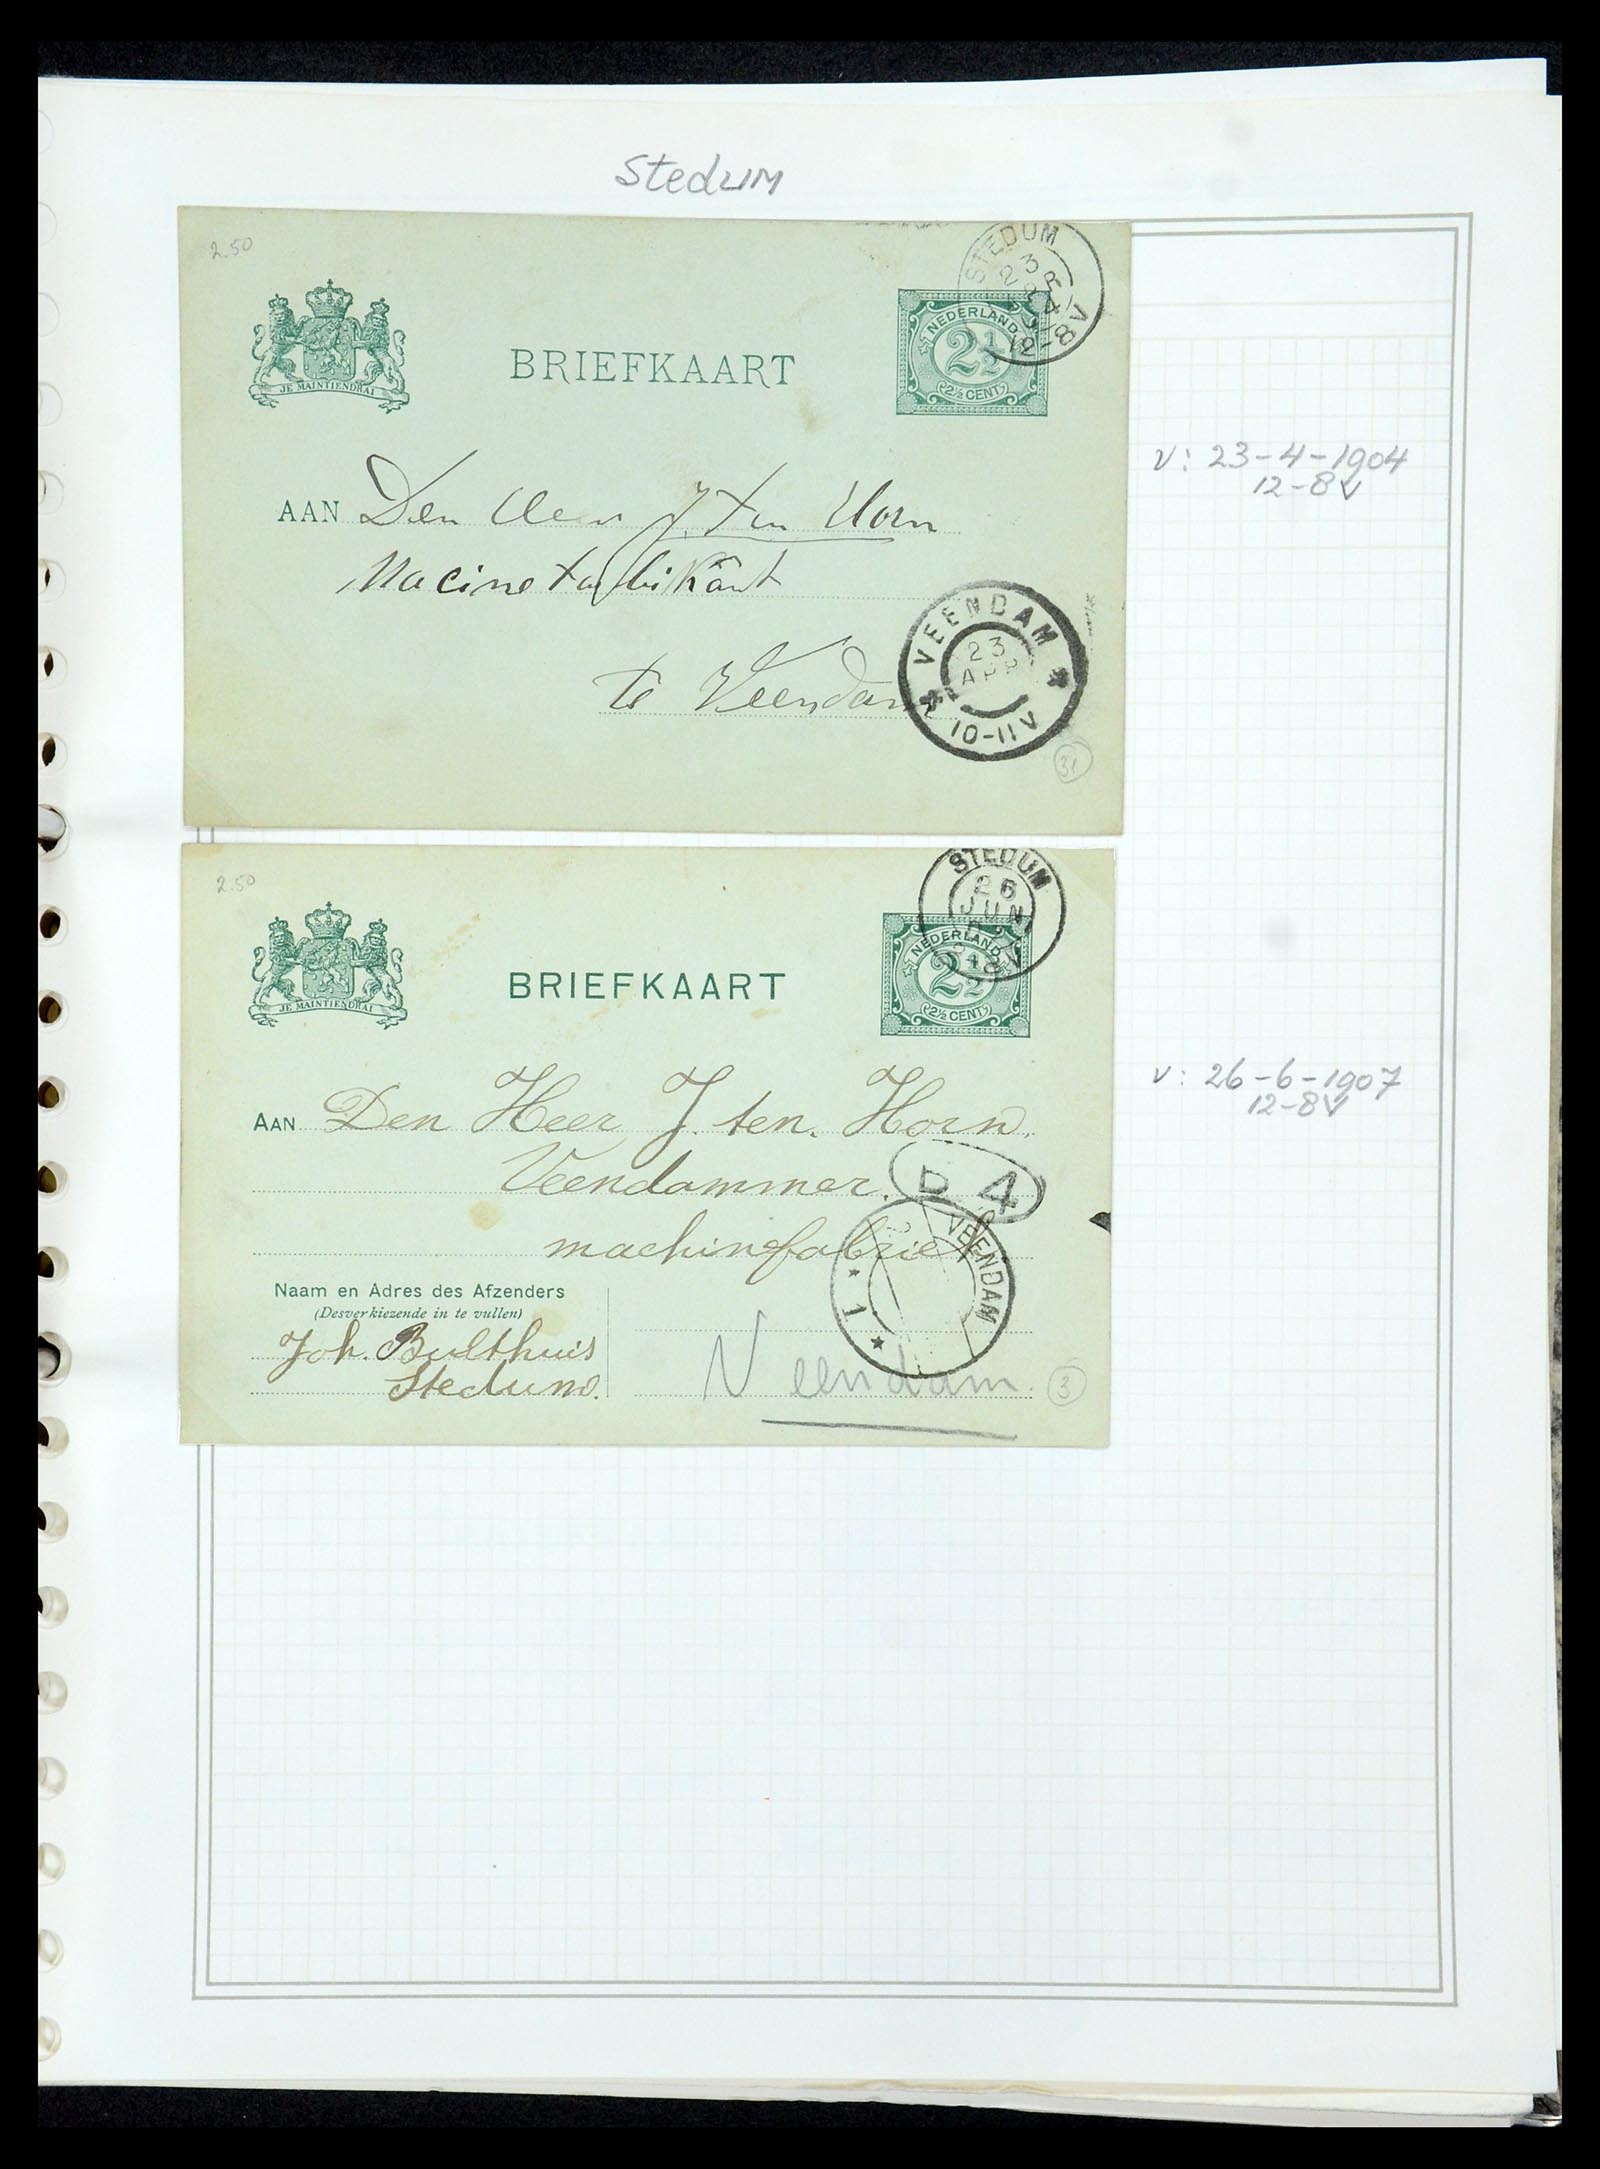 Stedum
2.50
STEDUM
23
12-8V
JE MAINTIENDRAI
BRIEFKAART
NEDERLAND
2½
2½ CENT
v: 23-4-1904
12-8V
AAN Den Heer J. ten Horn
Macinefabrikant
te Veendam
VEENDAM
23
APR
10-11V
31
2.50
STEDUM
26
JUN
07
12-8V
JE MAINTIENDRAI
BRIEFKAART
NEDERLAND
2½
2½ CENT
v: 26-6-1907
12-8V
AAN Den Heer J. ten. Horn.
Veendammer.
machinefabriek
D 4
VEENDAM
1
Naam en Adres des Afzenders
(Desverkiezende in te vullen)
Joh. Bulthuis
Stedum.
Veendam.
3